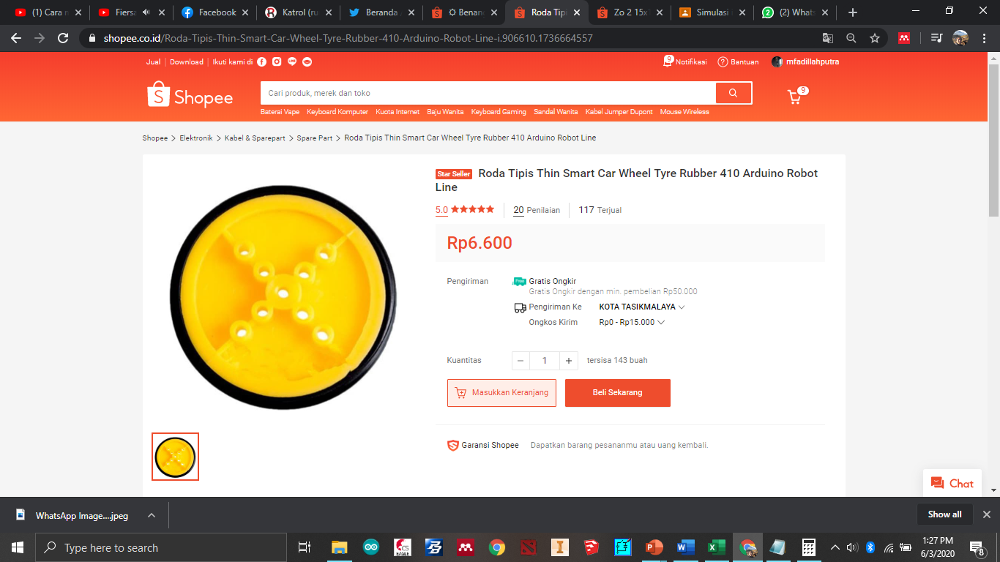 (1) Cara n
Fiersa
Facebook
Katrol (ru
Beranda
Benan
Roda Tipi
Zo 2 15x
Simulasi
(2) Whats
shopee.co.id/Roda-Tipis-Thin-Smart-Car-Wheel-Tyre-Rubber-410-Arduino-Robot-Line-i.906610.1736664557
Jual Download Ikuti kami di
9 Notifikasi Bantuan mfadillahputra
Shopee
Cari produk, merek dan toko
9
Baterai Vape Keyboard Komputer Kuota Internet Baju Wanita Keyboard Gaming Sandal Wanita Kabel Jumper Dupont Mouse Wireless
Shopee > Elektronik > Kabel & Sparepart > Spare Part > Roda Tipis Thin Smart Car Wheel Tyre Rubber 410 Arduino Robot Line
Star Seller Roda Tipis Thin Smart Car Wheel Tyre Rubber 410 Arduino Robot
Line
5.0 20 Penilaian 117 Terjual
Rp6.600
Pengiriman Free Gratis Ongkir
Gratis Ongkir dengan min. pembelian Rp50.000
Pengiriman Ke KOTA TASIKMALAYA
Ongkos Kirim Rp0 - Rp15.000
Kuantitas − 1 + tersisa 143 buah
Masukkan Keranjang Beli Sekarang
Garansi Shopee Dapatkan barang pesananmu atau uang kembali.
Chat
WhatsApp Image....jpeg
Show all
Type here to search
EAGLE
1:27 PM
6/3/2020
8